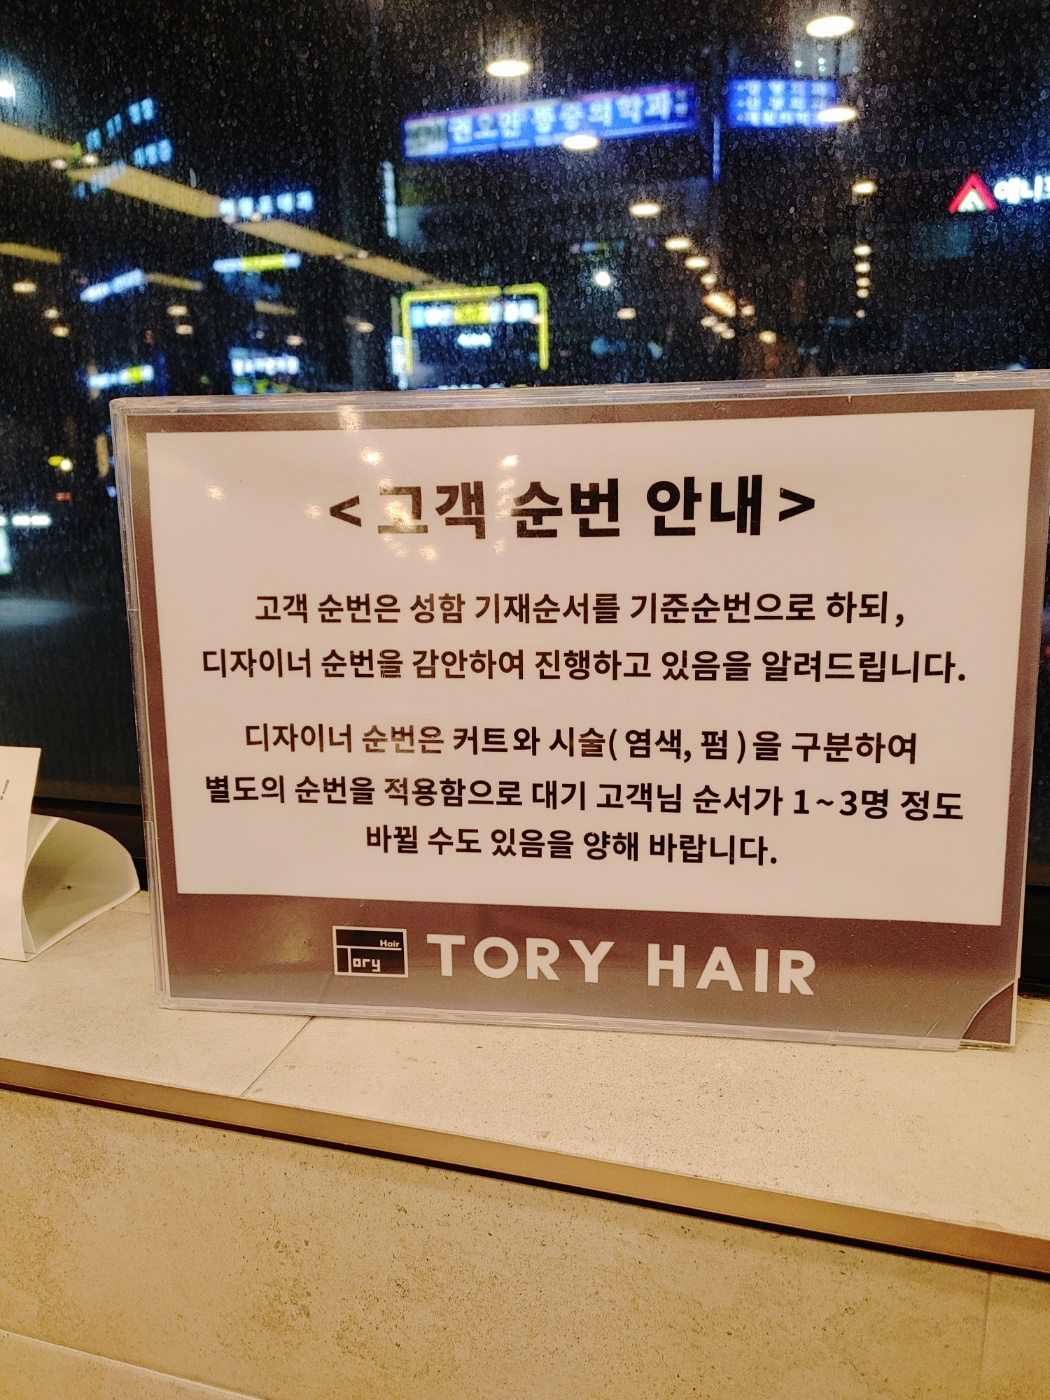 < 고객 순번 안내 >
고객 순번은 성함 기재순서를 기준순번으로 하되,
디자이너 순번을 감안하여 진행하고 있음을 알려드립니다.
디자이너 순번은 커트와 시술( 염색, 펌 )을 구분하여
별도의 순번을 적용함으로 대기 고객님 순서가 1~3명 정도
바뀔 수도 있음을 양해 바랍니다.
Hair
Tory
TORY HAIR